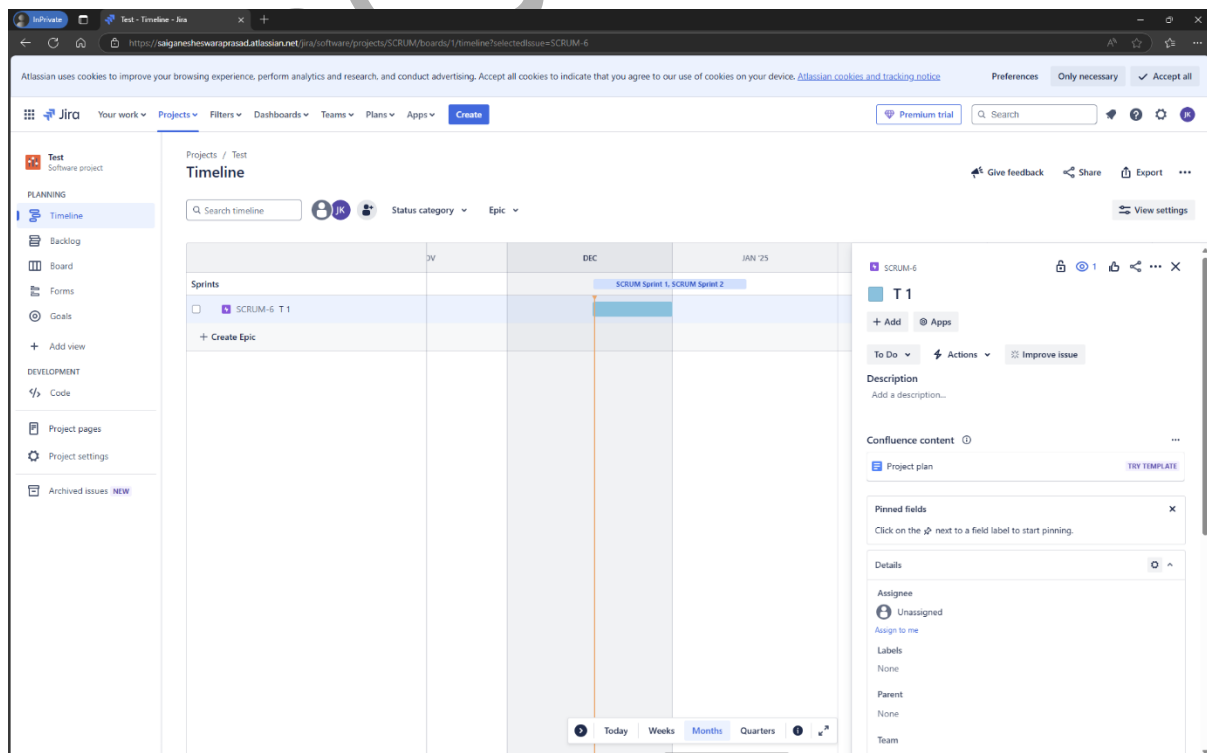 InPrivate
Test - Timeline - Jira
https://saiganesheswaraprasad.atlassian.net/jira/software/projects/SCRUM/boards/1/timeline?selectedIssue=SCRUM-6
Atlassian uses cookies to improve your browsing experience, perform analytics and research, and conduct advertising. Accept all cookies to indicate that you agree to our use of cookies on your device. Atlassian cookies and tracking notice
Preferences
Only necessary
Accept all
Jira
Your work
Projects
Filters
Dashboards
Teams
Plans
Apps
Create
Premium trial
Search
JK
Test
Software project
PLANNING
Timeline
Backlog
Board
Forms
Goals
Add view
DEVELOPMENT
Code
Project pages
Project settings
Archived issues NEW
Projects / Test
Timeline
Give feedback
Share
Export
Search timeline
JK
Status category
Epic
View settings
OV
DEC
JAN '25
Sprints
SCRUM Sprint 1, SCRUM Sprint 2
SCRUM-6 T 1
+ Create Epic
Today
Weeks
Months
Quarters
SCRUM-6
1
T 1
+ Add
Apps
To Do
Actions
Improve issue
Description
Add a description...
Confluence content
Project plan
TRY TEMPLATE
Pinned fields
Click on the next to a field label to start pinning.
Details
Assignee
Unassigned
Assign to me
Labels
None
Parent
None
Team